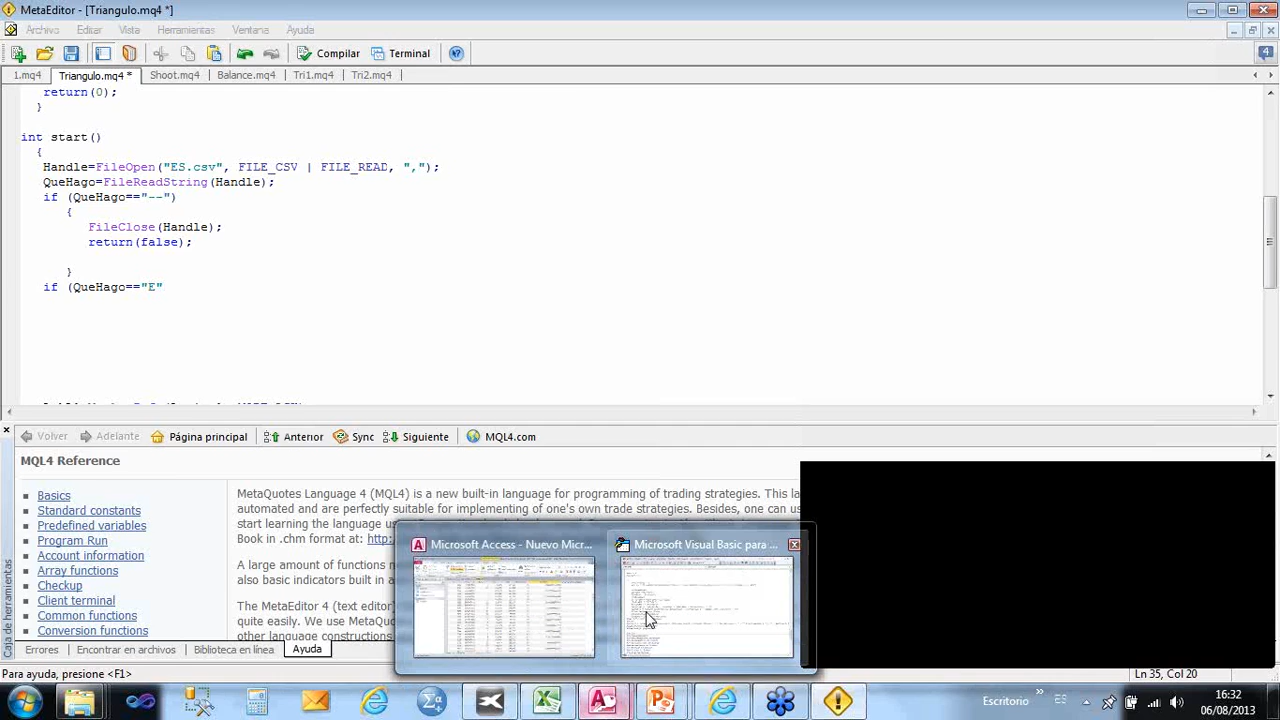 MetaEditor - [Triangulo.mq4 *]
Archivo Editar Vista Herramientas Ventana Ayuda
Compilar Terminal 4
1.mq4 Triangulo.mq4 * Shoot.mq4 Balance.mq4 Tri1.mq4 Tri2.mq4
return(0);
}
int start()
{
Handle=FileOpen("ES.csv", FILE_CSV | FILE_READ, ",");
QueHago=FileReadString(Handle);
if (QueHago=="--")
{
FileClose(Handle);
return(false);
}
if (QueHago=="E"
Volver Adelante Página principal Anterior Sync Siguiente MQL4.com
MQL4 Reference
Basics
Standard constants
Predefined variables
Program Run
Account information
Array functions
Checkup
Client terminal
Common functions
Conversion functions
MetaQuotes Language 4 (MQL4) is a new built-in language for programming of trading strategies. This la
automated and are perfectly suitable for implementing of one's own trade strategies. Besides, one can us
start learning the language us
Book in .chm format at: http:
A large amount of functions n
also basic indicators built in a
The MetaEditor 4 (text editor
quite easily. We use MetaQuo
other language constructions
Microsoft Access - Nuevo Micr...
Microsoft Visual Basic para ...
Caja de herramientas
Errores Encontrar en archivos Biblioteca en línea Ayuda
Para ayuda, presione <F1>
Ln 35, Col 20
Escritorio » ES
16:32
06/08/2013